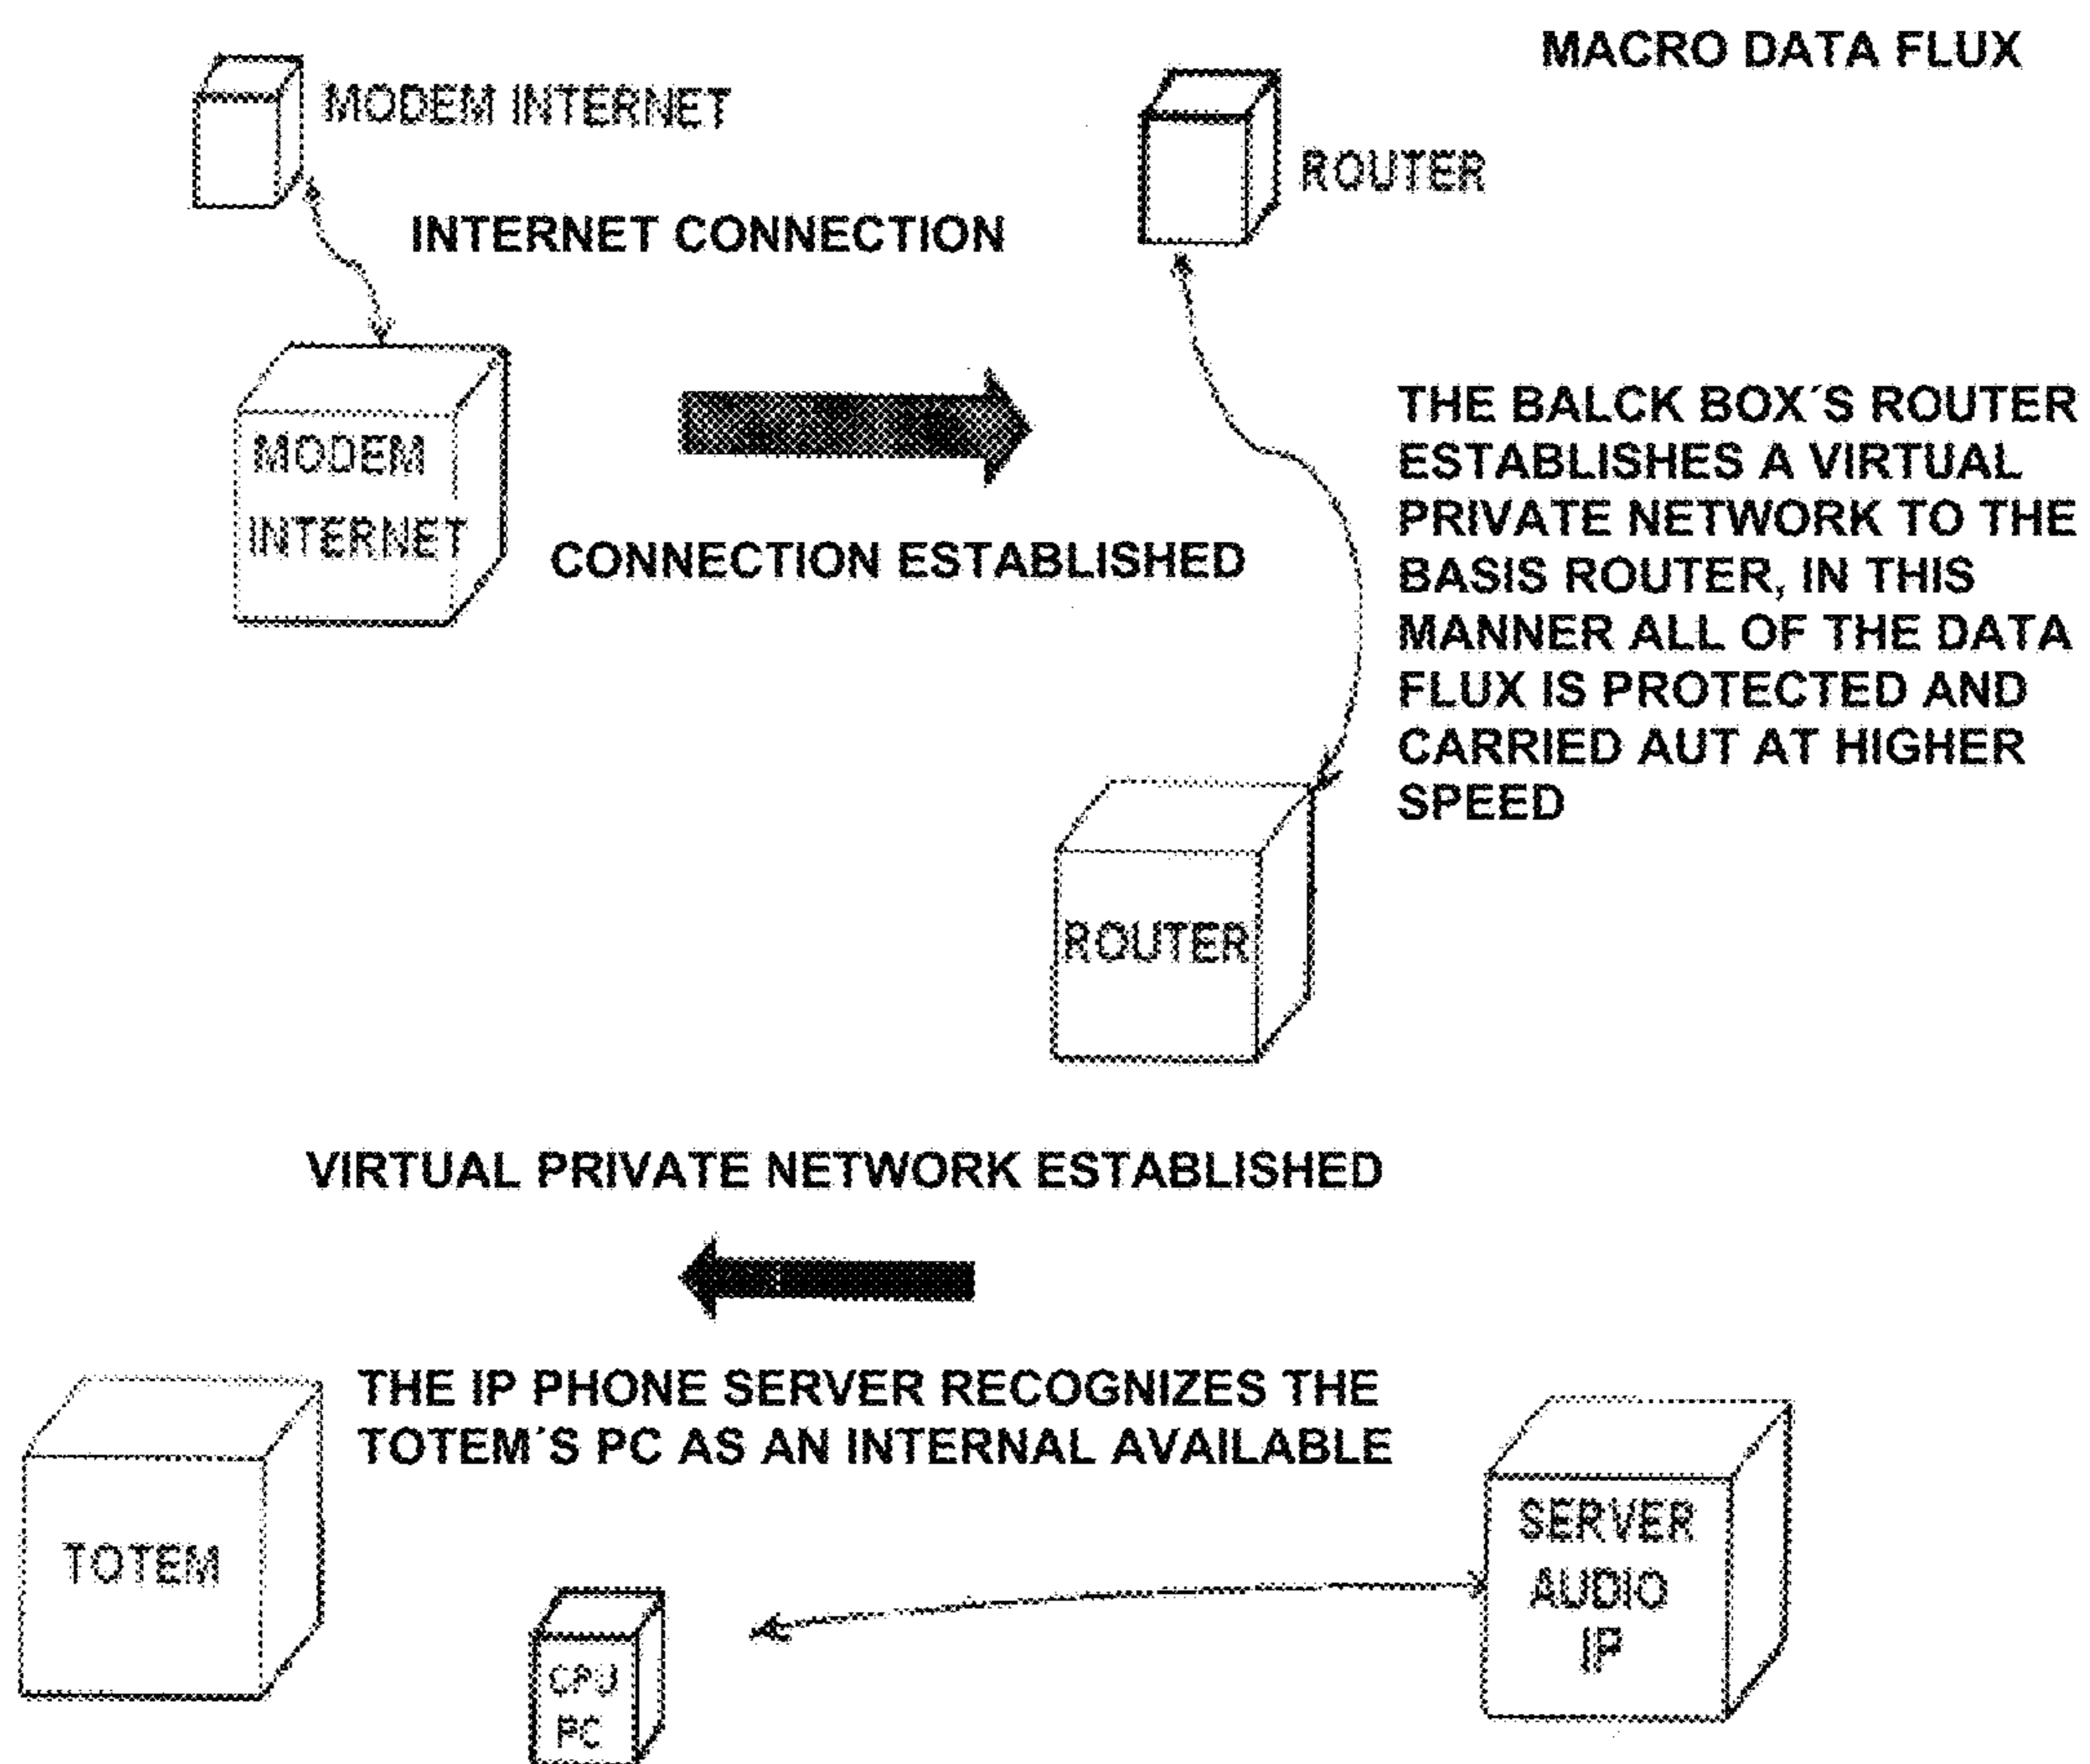 MACRO DATA FLUX
MODEM INTERNET
ROUTER
INTERNET CONNECTION
MODEM
INTERNET
CONNECTION ESTABLISHED
THE BALCK BOX´S ROUTER
ESTABLISHES A VIRTUAL
PRIVATE NETWORK TO THE
BASIS ROUTER, IN THIS
MANNER ALL OF THE DATA
FLUX IS PROTECTED AND
CARRIED AUT AT HIGHER
SPEED
ROUTER
VIRTUAL PRIVATE NETWORK ESTABLISHED
THE IP PHONE SERVER RECOGNIZES THE
TOTEM´S PC AS AN INTERNAL AVAILABLE
TOTEM
CPU
PC
SERVER
AUDIO
IP